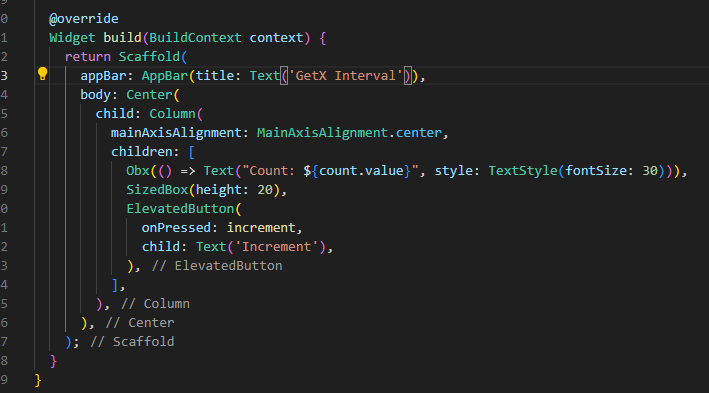 0 @override
1 Widget build(BuildContext context) {
2 return Scaffold(
3 appBar: AppBar(title: Text('GetX Interval')),
4 body: Center(
5 child: Column(
6 mainAxisAlignment: MainAxisAlignment.center,
7 children: [
8 Obx(() => Text("Count: ${count.value}", style: TextStyle(fontSize: 30))),
9 SizedBox(height: 20),
0 ElevatedButton(
1 onPressed: increment,
2 child: Text('Increment'),
3 ), // ElevatedButton
4 ],
5 ), // Column
6 ), // Center
7 ); // Scaffold
8 }
9 }